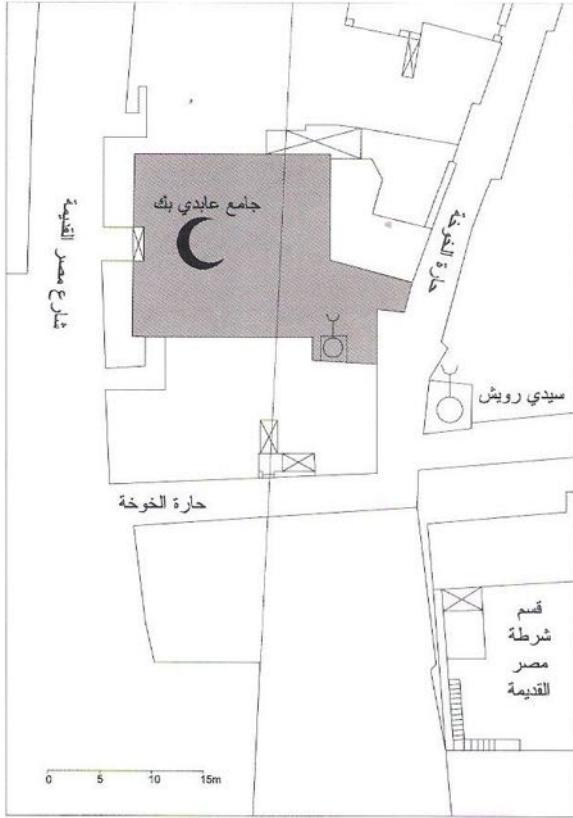 جامع عابدي بك
شارع مصر القديمة
حارة الخوخة
سيدي رويش
حارة الخوخة
قسم
شرطة
مصر
القديمة
0 5 10 15m